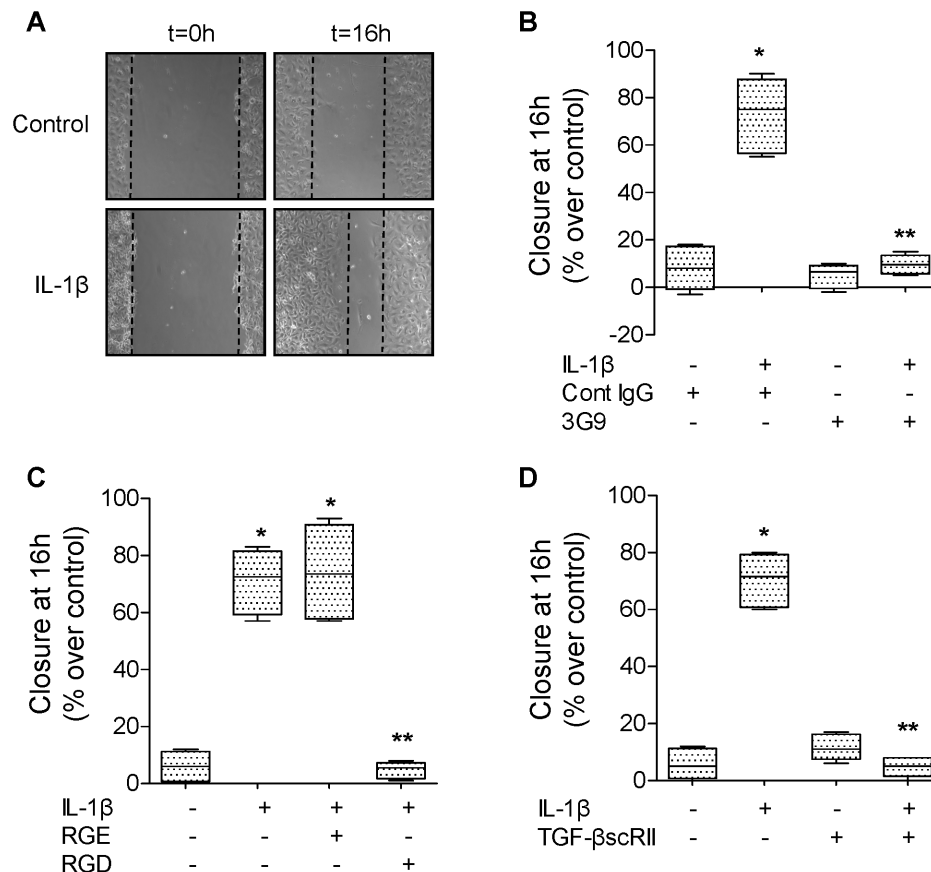 A
t=0h t=16h
Control
IL-1β
B
Closure at 16h
(% over control)
100
80
60
40
20
0
-20
*
**
IL-1β - + - +
Cont IgG + + - -
3G9 - - + +
C
Closure at 16h
(% over control)
100
80
60
40
20
0
*
*
**
IL-1β - + + +
RGE - - + -
RGD - - - +
D
Closure at 16h
(% over control)
100
80
60
40
20
0
*
**
IL-1β - + - +
TGF-βscRII - - + +